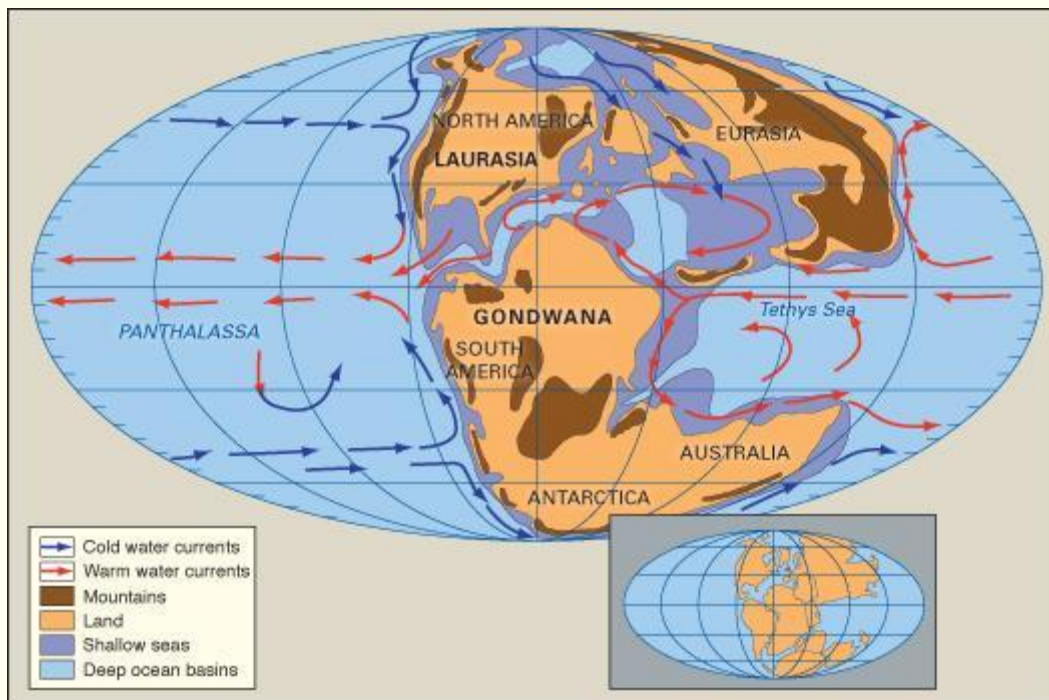 NORTH AMERICA
LAURASIA
EURASIA
PANTHALASSA
GONDWANA
Tethys Sea
SOUTH
AMERICA
AUSTRALIA
ANTARCTICA
Cold water currents
Warm water currents
Mountains
Land
Shallow seas
Deep ocean basins